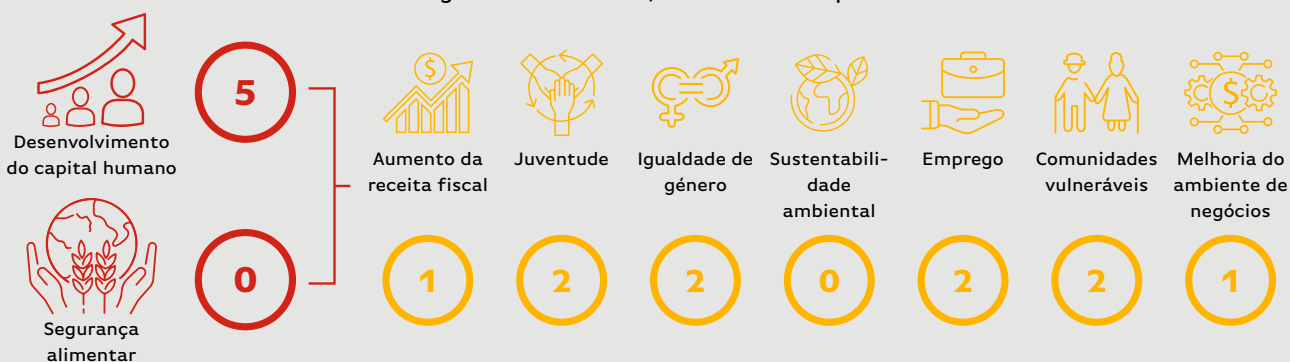 5
Desenvolvimento
do capital humano
0
Segurança
alimentar
$
Aumento da
receita fiscal
1
Juventude
2
Igualdade de
género
2
Sustentabili-
dade
ambiental
0
Emprego
2
Comunidades
vulneráveis
2
$
Melhoria do
ambiente de
negócios
1